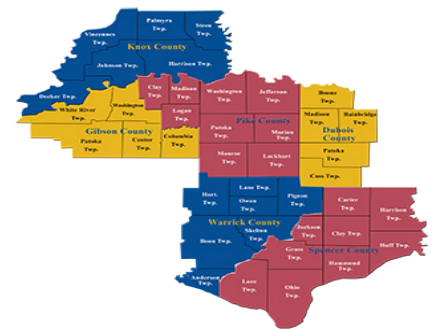 Palmyra
Twp.
Steen
Twp.
Vincennes
Twp.
Knox County
Johnson Twp.
Harrison Twp.
Decker Twp.
Clay
Twp.
Madison
Twp.
Washington
Twp.
Jefferson
Twp.
Boone
Twp.
White River
Twp.
Washington
Twp.
Logan
Twp.
Madison
Twp.
Bainbridge
Twp.
Pike County
Gibson County
Dubois
County
Patoka
Twp.
Center
Twp.
Columbia
Twp.
Patoka
Twp.
Marion
Twp.
Patoka
Twp.
Monroe
Twp.
Lockhart
Twp.
Cass Twp.
Hart.
Twp.
Lane Twp.
Owen
Twp.
Pigeon
Twp.
Carter
Twp.
Harrison
Twp.
Warrick County
Skelton
Twp.
Jackson
Twp.
Clay Twp.
Boon Twp.
Huff Twp.
Spencer County
Grass
Twp.
Hammond
Twp.
Anderson
Twp.
Luce
Twp.
Ohio
Twp.